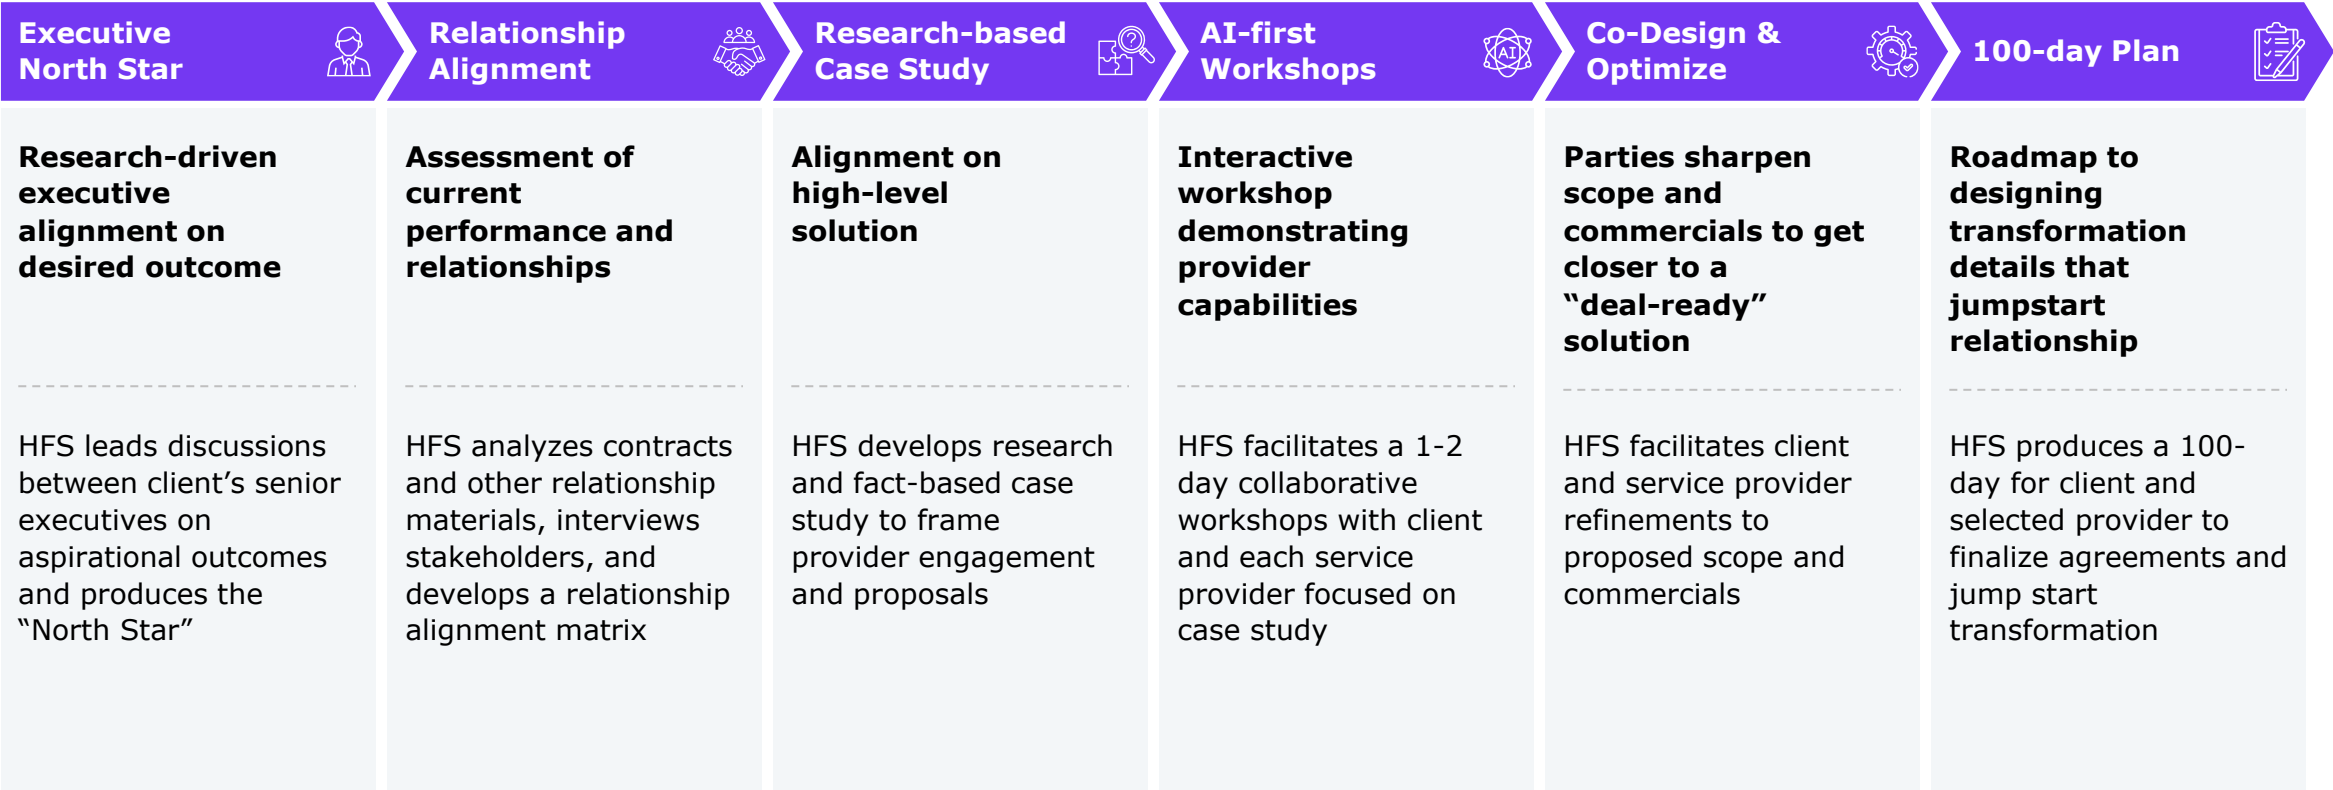 Executive
North Star
Relationship
Alignment
Research-based
Case Study
AI-first
Workshops
AI
Co-Design &
Optimize
100-day Plan
Research-driven
executive
alignment on
desired outcome
Assessment of
current
performance and
relationships
Alignment on
high-level
solution
Interactive
workshop
demonstrating
provider
capabilities
Parties sharpen
scope and
commercials to get
closer to a
“deal-ready”
solution
Roadmap to
designing
transformation
details that
jumpstart
relationship
HFS leads discussions
between client’s senior
executives on
aspirational outcomes
and produces the
“North Star”
HFS analyzes contracts
and other relationship
materials, interviews
stakeholders, and
develops a relationship
alignment matrix
HFS develops research
and fact-based case
study to frame
provider engagement
and proposals
HFS facilitates a 1-2
day collaborative
workshops with client
and each service
provider focused on
case study
HFS facilitates client
and service provider
refinements to
proposed scope and
commercials
HFS produces a 100-
day for client and
selected provider to
finalize agreements and
jump start
transformation